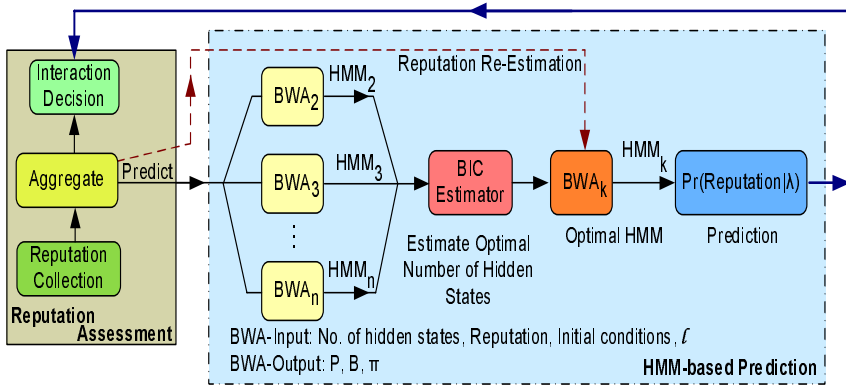 Interaction
Decision
Aggregate
Reputation
Collection
Reputation
Assessment
Predict
Reputation Re-Estimation
BWA2
HMM2
BWA3
HMM3
⋮
BWAn
HMMn
BIC
Estimator
Estimate Optimal
Number of Hidden
States
BWAk
Optimal HMM
HMMk
Pr(Reputation|λ)
Prediction
BWA-Input: No. of hidden states, Reputation, Initial conditions, ℓ
BWA-Output: P, B, π
HMM-based Prediction